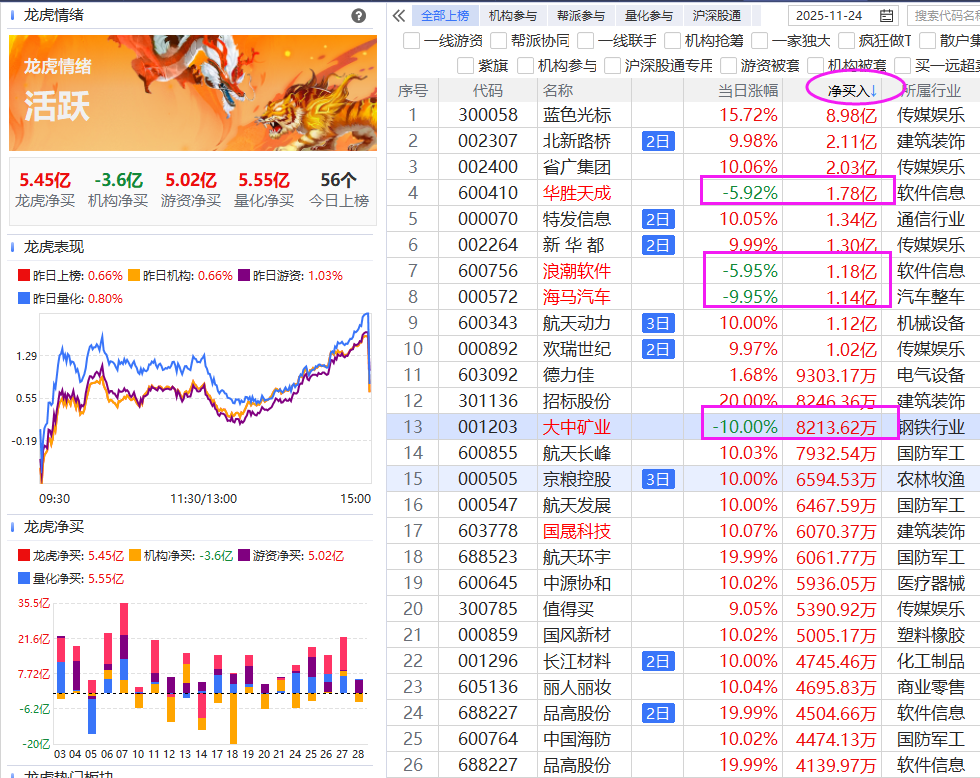 龙虎情绪
龙虎情绪
活跃
5.45亿 -3.6亿 5.02亿 5.55亿 56个
龙虎净买 机构净买 游资净买 量化净买 今日上榜
龙虎表现
昨日上榜: 0.66% 昨日机构: 0.66% 昨日游资: 1.03%
昨日量化: 0.80%
1.29
0.55
-0.19
09:30 11:30/13:00 15:00
龙虎净买
龙虎净买: 5.45亿 机构净买: -3.6亿 游资净买: 5.02亿
量化净买: 5.55亿
35.5亿
21.6亿
7.72亿
-6.2亿
-20亿
03 04 05 06 07 10 11 12 13 14 17 18 19 20 21 24 25 26 27 28
龙虎热门板块
全部上榜 机构参与 帮派参与 量化参与 沪深股通 2025-11-24 搜索代码名称
一线游资 帮派协同 一线联手 机构抢筹 一家独大 疯狂做T 散户集
紫旗 机构参与 沪深股通专用 游资被套 机构被套 买一远超卖
序号 代码 名称 当日涨幅 净买入↓ 所属行业
1 300058 蓝色光标 15.72% 8.98亿 传媒娱乐
2 002307 北新路桥 2日 9.98% 2.11亿 建筑装饰
3 002400 省广集团 10.06% 2.03亿 传媒娱乐
4 600410 华胜天成 -5.92% 1.78亿 软件信息
5 000070 特发信息 2日 10.05% 1.34亿 通信行业
6 002264 新 华 都 2日 9.99% 1.30亿 传媒娱乐
7 600756 浪潮软件 -5.95% 1.18亿 软件信息
8 000572 海马汽车 -9.95% 1.14亿 汽车整车
9 600343 航天动力 3日 10.00% 1.12亿 机械设备
10 000892 欢瑞世纪 2日 9.97% 1.02亿 传媒娱乐
11 603092 德力佳 1.68% 9303.17万 电气设备
12 301136 招标股份 20.00% 8246.36万 建筑装饰
13 001203 大中矿业 -10.00% 8213.62万 钢铁行业
14 600855 航天长峰 10.03% 7932.54万 国防军工
15 000505 京粮控股 3日 10.00% 6594.53万 农林牧渔
16 000547 航天发展 10.00% 6467.59万 国防军工
17 603778 国晟科技 10.07% 6070.37万 建筑装饰
18 688523 航天环宇 19.99% 6061.77万 国防军工
19 600645 中源协和 10.02% 5936.05万 医疗器械
20 300785 值得买 9.05% 5390.92万 传媒娱乐
21 000859 国风新材 10.02% 5005.17万 塑料橡胶
22 001296 长江材料 2日 10.00% 4745.46万 化工制品
23 605136 丽人丽妆 10.04% 4695.83万 商业零售
24 688227 品高股份 2日 19.99% 4504.66万 软件信息
25 600764 中国海防 10.02% 4474.13万 国防军工
26 688227 品高股份 19.99% 4139.97万 软件信息